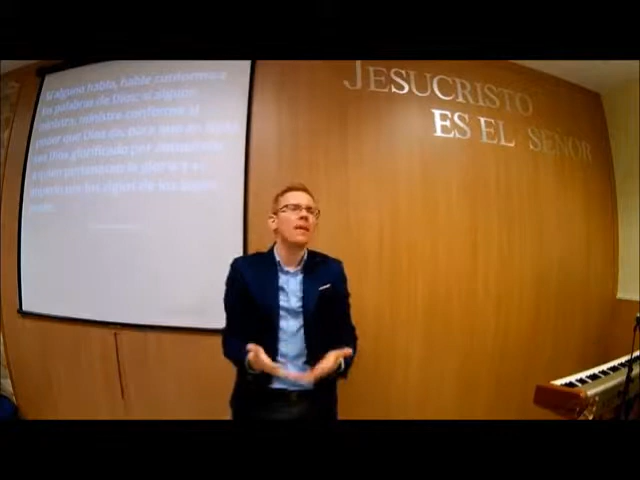 Si alguno habla, hable conforme a
las palabras de Dios; si alguno
ministra, ministre conforme al
poder que Dios da, para que en todo
sea Dios glorificado por
a quien pertenecen la gloria y el
imperio por los siglos de los siglos.
JESUCRISTO
ES EL SEÑOR